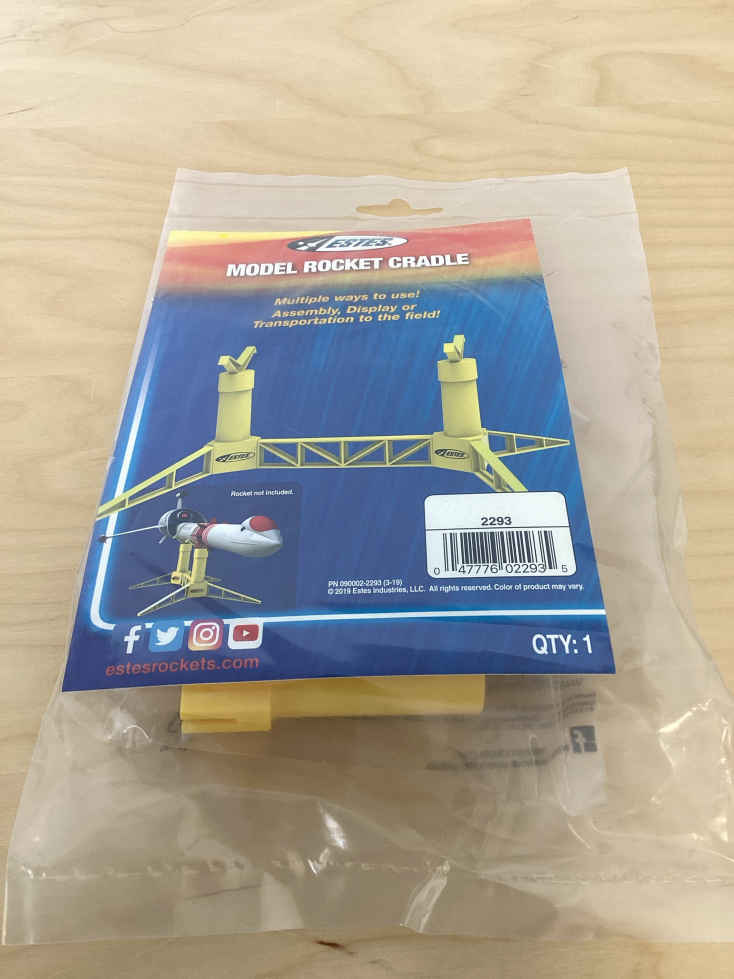 ESTES
MODEL ROCKET CRADLE
Multiple ways to use!
Assembly, Display or
Transportation to the field!
ESTES
ESTES
Rocket not included.
2293
0 47776 02293 5
PN 090002-2293 (3-19)
© 2019 Estes Industries, LLC. All rights reserved. Color of product may vary.
QTY: 1
estesrockets.com